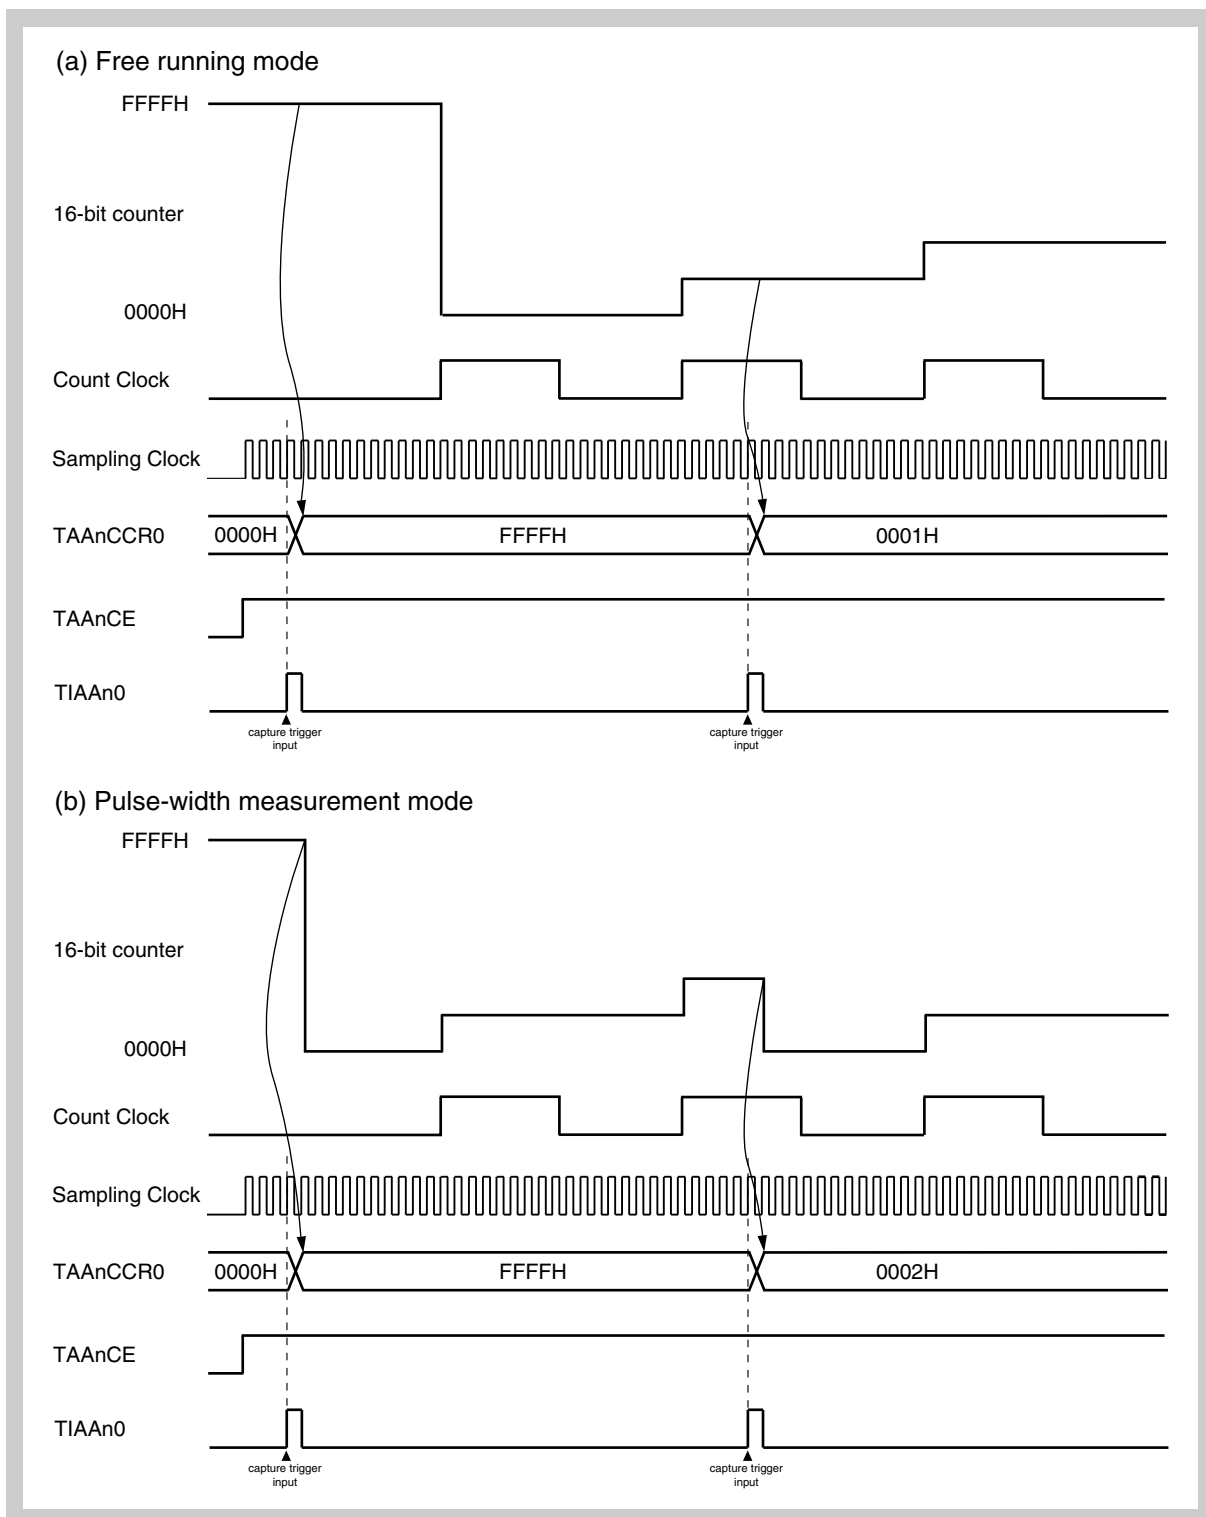 (a) Free running mode
FFFFH
16-bit counter
0000H
Count Clock
Sampling Clock
TAAnCCR0 0000H FFFFH 0001H
TAAnCE
TIAAn0
capture trigger input
capture trigger input
(b) Pulse-width measurement mode
FFFFH
16-bit counter
0000H
Count Clock
Sampling Clock
TAAnCCR0 0000H FFFFH 0002H
TAAnCE
TIAAn0
capture trigger input
capture trigger input